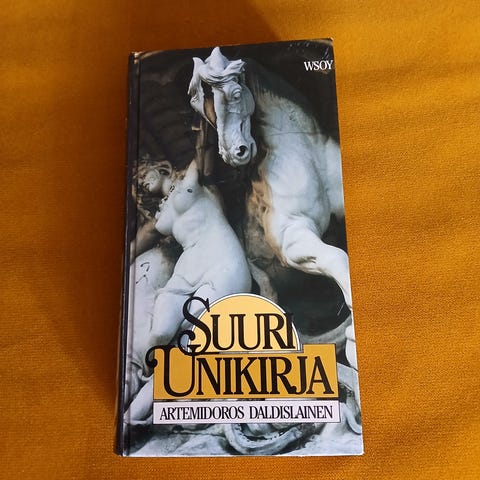 WSOY
SUURI
UNIKIRJA
ARTEMIDOROS DALDISLAINEN